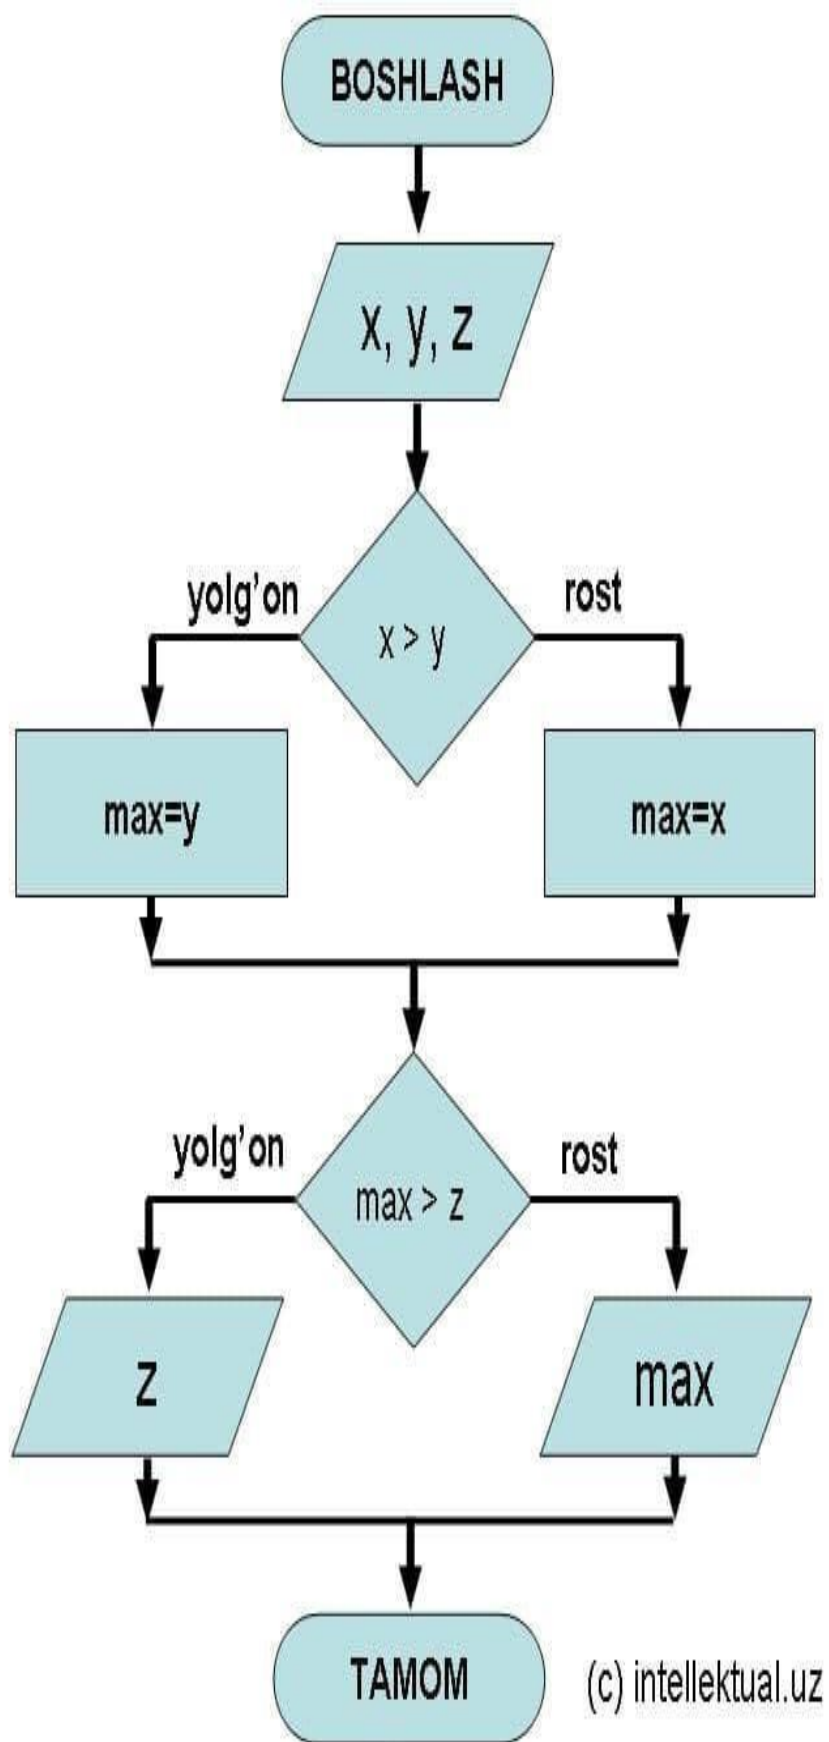 BOSHLASH
x, y, z
yolg’on
rost
x > y
max=y
max=x
yolg’on
rost
max > z
z
max
TAMOM
(c) intellektual.uz